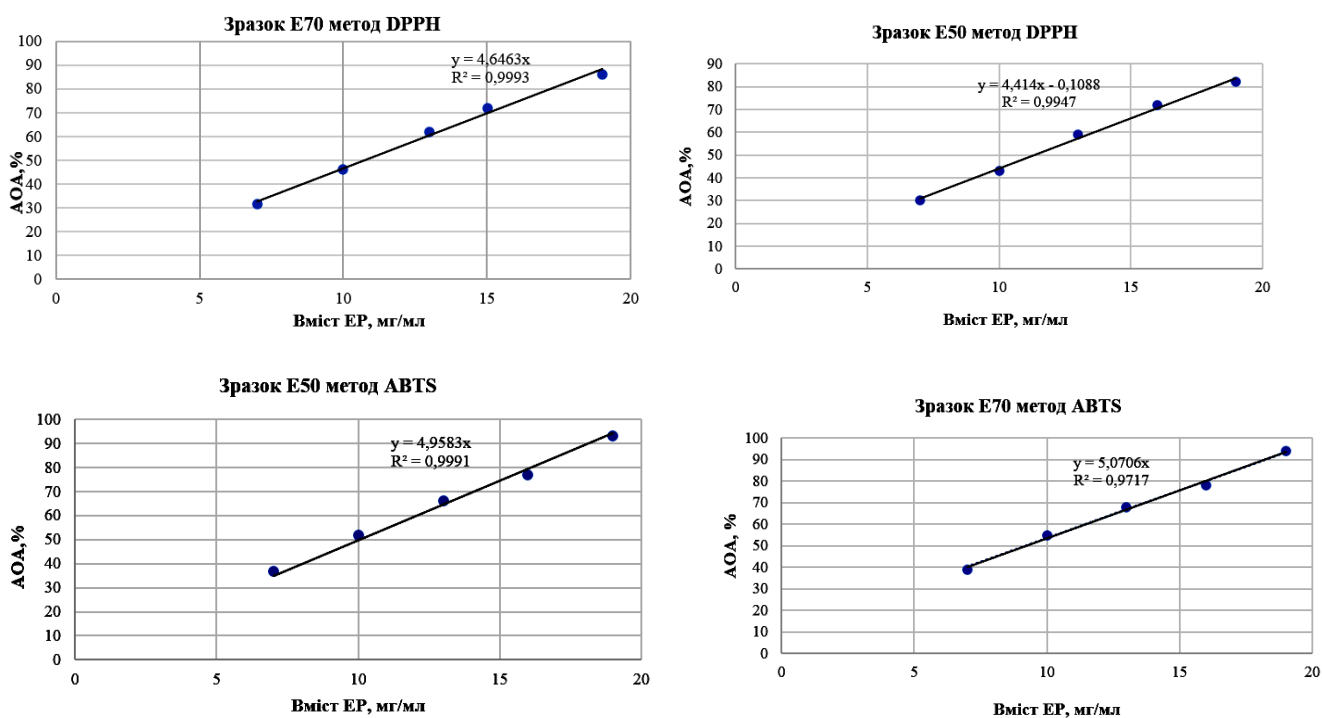 Зразок Е70 метод DPPH
y = 4,6463x
R² = 0,9993
АОА,%
100
90
80
70
60
50
40
30
20
10
0
0 5 10 15 20
Вміст ЕР, мг/мл
Зразок Е50 метод DPPH
y = 4,414x - 0,1088
R² = 0,9947
АОА,%
90
80
70
60
50
40
30
20
10
0
0 5 10 15 20
Вміст ЕР, мг/мл
Зразок Е50 метод ABTS
y = 4,9583x
R² = 0,9991
АОА,%
100
90
80
70
60
50
40
30
20
10
0
0 5 10 15 20
Вміст ЕР, мг/мл
Зразок Е70 метод ABTS
y = 5,0706x
R² = 0,9717
АОА, %
100
90
80
70
60
50
40
30
20
10
0
0 5 10 15 20
Вміст ЕР, мг/мл